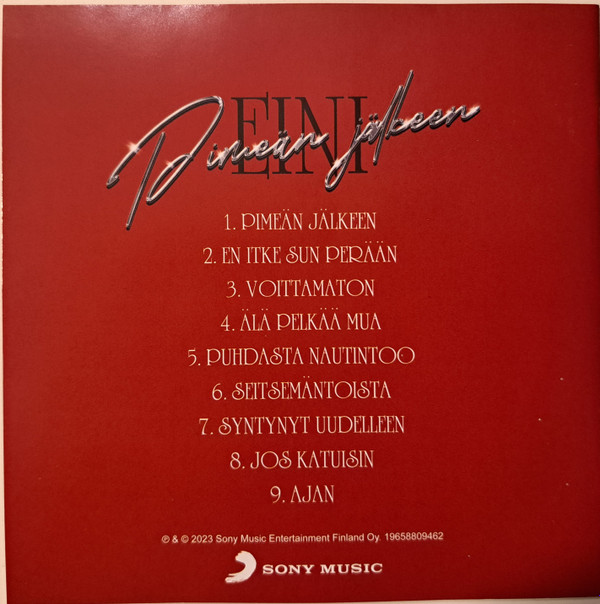 EINI
Pimeän jälkeen
1. PIMEÄN JÄLKEEN
2. EN ITKE SUN PERÄÄN
3. VOITTAMATON
4. ÄLÄ PELKÄÄ MUA
5. PUHDASTA NAUTINTOO
6. SEITSEMÄNTOISTA
7. SYNTYNYT UUDELLEEN
8. JOS KATUISIN
9. AJAN
℗ & © 2023 Sony Music Entertainment Finland Oy. 19658809462
SONY MUSIC